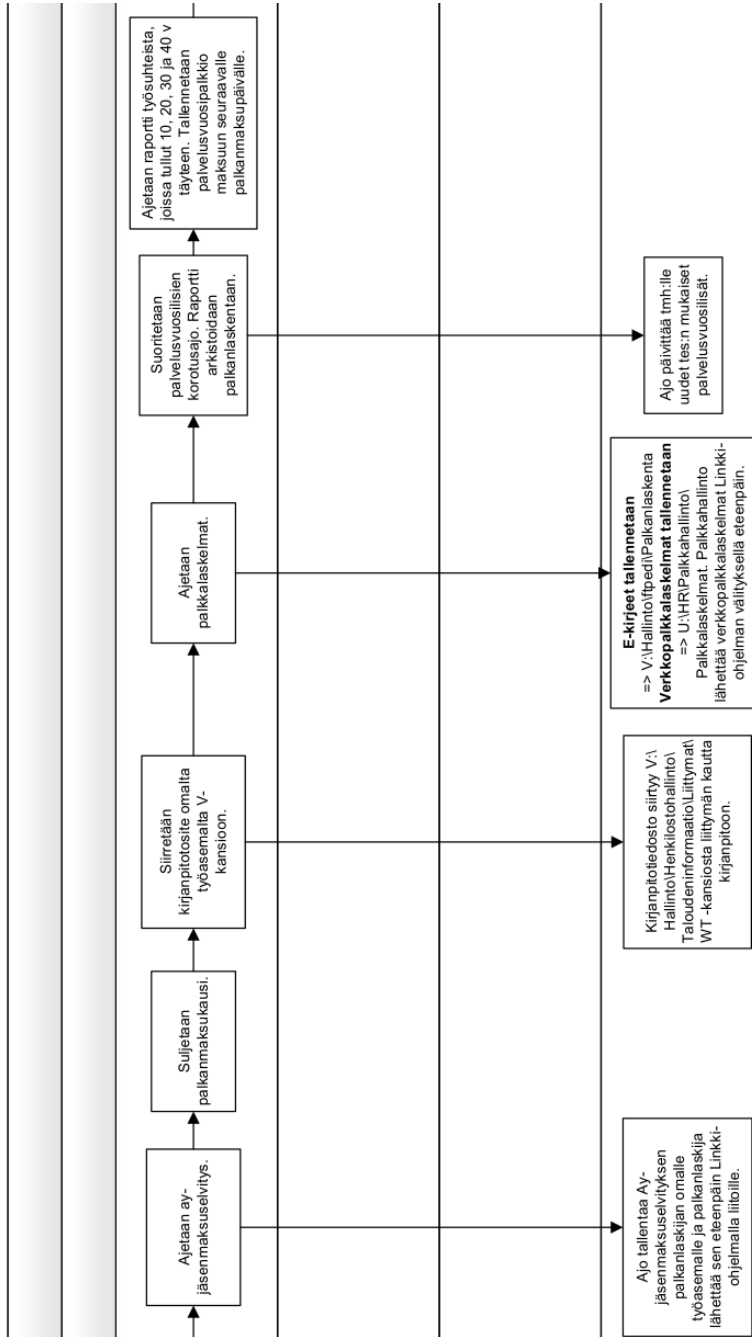 Ajetaan ay-
jäsenmaksuselvitys.
Suljetaan
palkanmaksukausi.
Siirretään
kirjanpitotosite omalta
työasemalta V-
kansioon.
Ajetaan
palkkalaskelmat.
Suoritetaan
palvelusvuosilisien
korotusajo. Raportti
arkistoidaan
palkanlaskentaan.
Ajetaan raportti työsuhteista,
joissa tullut 10, 20, 30 ja 40 v
täyteen. Tallennetaan
palvelusvuosipalkkio
maksuun seuraavalle
palkanmaksupäivälle.
Ajo tallentaa Ay-
jäsenmaksuselvityksen
palkanlaskijan omalle
työasemalle ja palkanlaskija
lähettää sen eteenpäin Linkki-
ohjelmalla liitoille.
Kirjanpitotiedosto siirtyy V:\
Hallinto\Henkilostohallinto\
Taloudeninformaatio\Liittymat\
WT -kansiosta liittymän kautta
kirjanpitoon.
E-kirjeet tallennetaan
=> V:\Hallinto\ftpedi\Palkanlaskenta
Verkkopalkkalaskelmat tallennetaan
=> U:\HR\Palkkahallinto\
Palkkalaskelmat. Palkkahallinto
lähettää verkkopalkkalaskelmat Linkki-
ohjelman välityksellä eteenpäin.
Ajo päivittää tmh:lle
uudet tes:n mukaiset
palvelusvuosilisät.